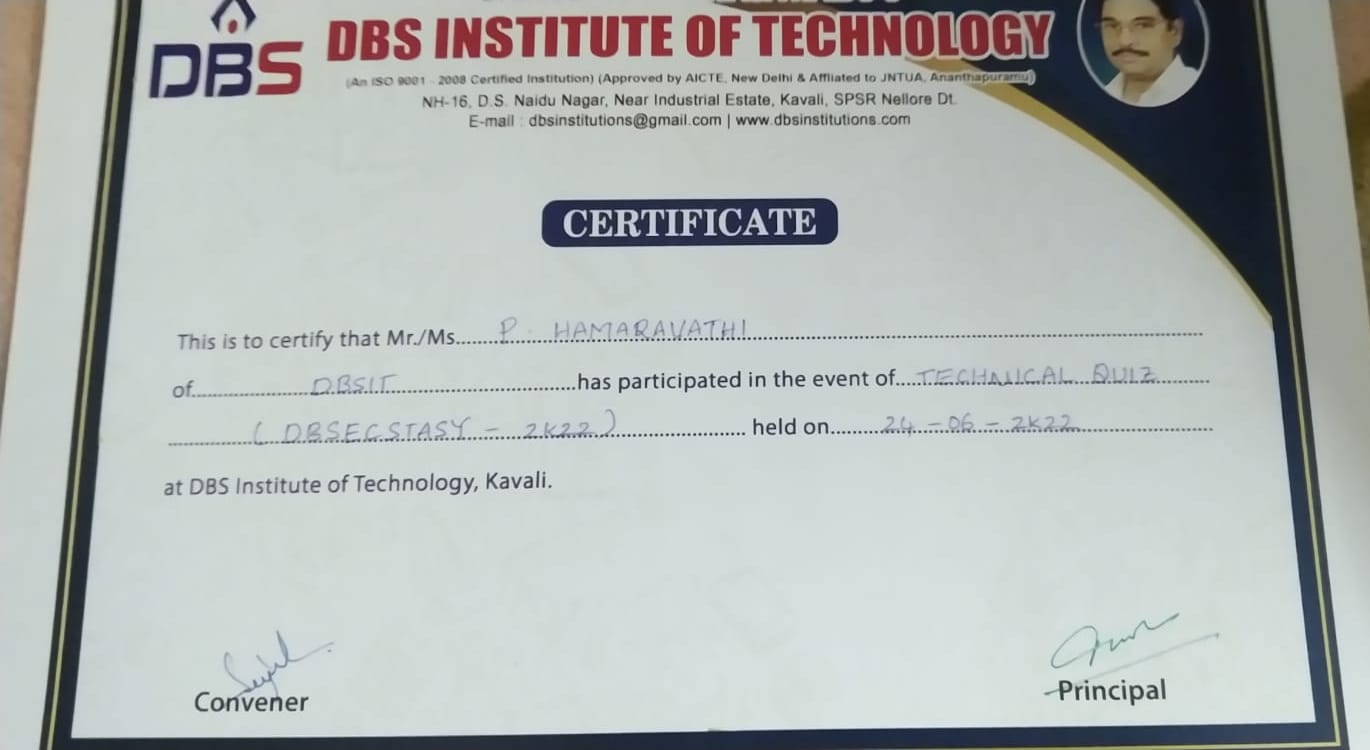 DBS
DBS INSTITUTE OF TECHNOLOGY
(An ISO 9001 - 2008 Certified Institution) (Approved by AICTE, New Delhi & Affliated to JNTUA, Ananthapuramu)
NH-16, D.S. Naidu Nagar, Near Industrial Estate, Kavali, SPSR Nellore Dt.
E-mail : dbsinstitutions@gmail.com | www.dbsinstitutions.com
CERTIFICATE
This is to certify that Mr./Ms. P. HAMARAVATHI
of DBSIT has participated in the event of TECHNICAL QUIZ
( DBSECSTASY - 2K22 ) held on 24 - 06 - 2K22
at DBS Institute of Technology, Kavali.
Convener
Principal